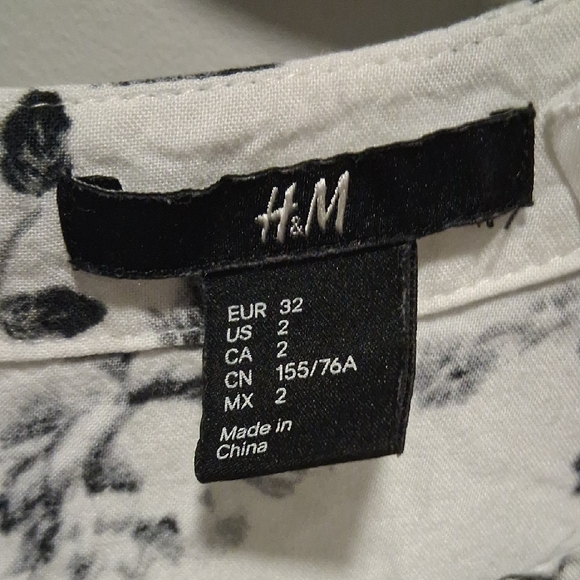 H&M
EUR 32
US 2
CA 2
CN 155/76A
MX 2
Made in
China